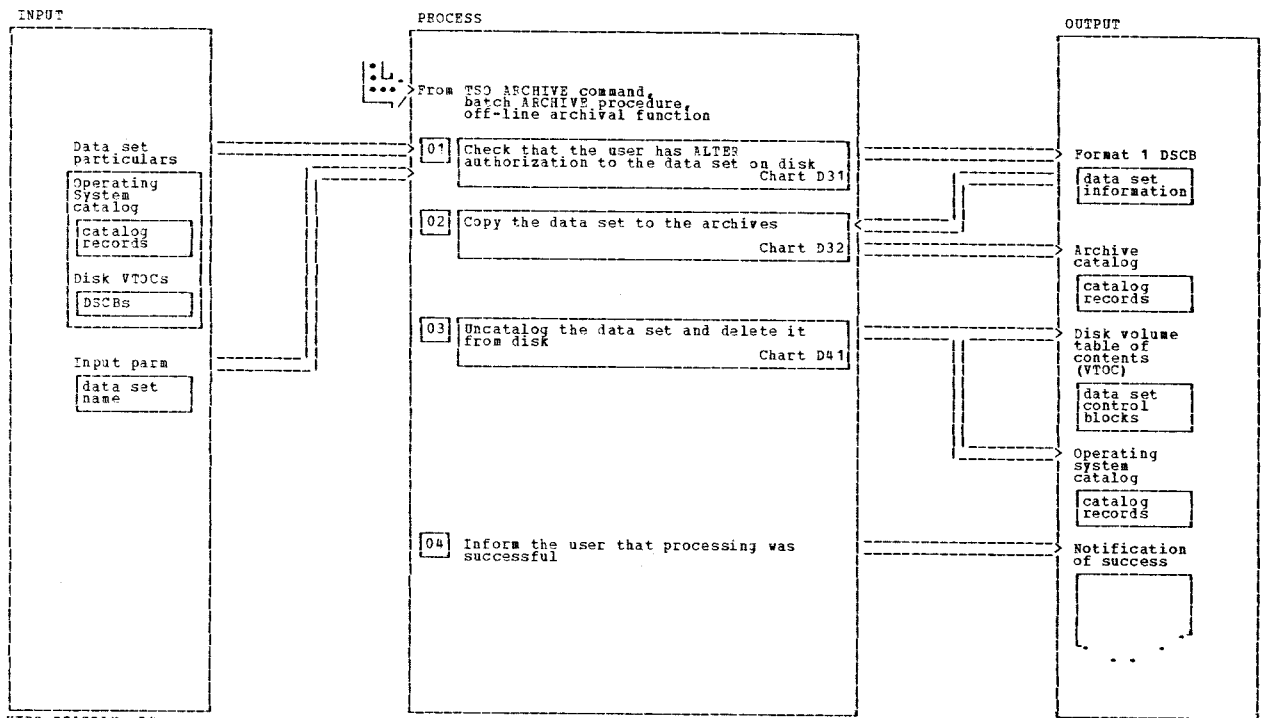 INPUT
PROCESS
OUTPUT
From TSO ARCHIVE command,
batch ARCHIVE procedure,
off-line archival function
Data set
particulars
Operating
System
catalog
catalog
records
Disk VTOCs
DSCBs
Input parm
data set
name
01 Check that the user has ALTER
authorization to the data set on disk
Chart D31
02 Copy the data set to the archives
Chart D32
03 Uncatalog the data set and delete it
from disk
Chart D41
04 Inform the user that processing was
successful
Format 1 DSCB
data set
information
Archive
catalog
catalog
records
Disk volume
table of
contents
(VTOC)
data set
control
blocks
Operating
system
catalog
catalog
records
Notification
of success